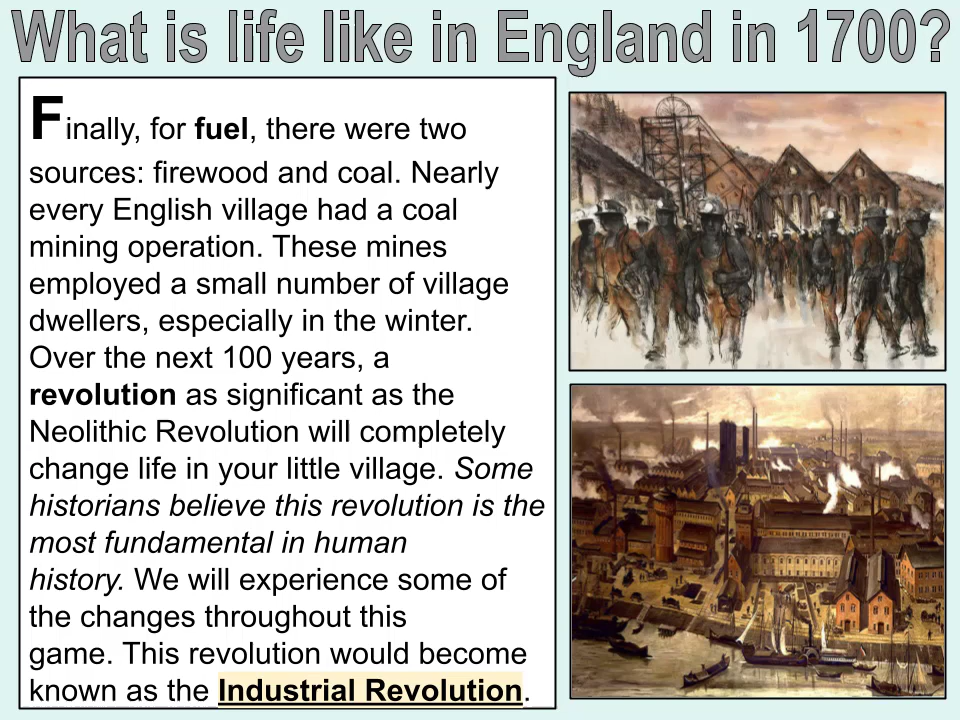 What is life like in England in 1700?
Finally, for fuel, there were two
sources: firewood and coal. Nearly
every English village had a coal
mining operation. These mines
employed a small number of village
dwellers, especially in the winter.
Over the next 100 years, a
revolution as significant as the
Neolithic Revolution will completely
change life in your little village. Some
historians believe this revolution is the
most fundamental in human
history. We will experience some of
the changes throughout this
game. This revolution would become
known as the Industrial Revolution.